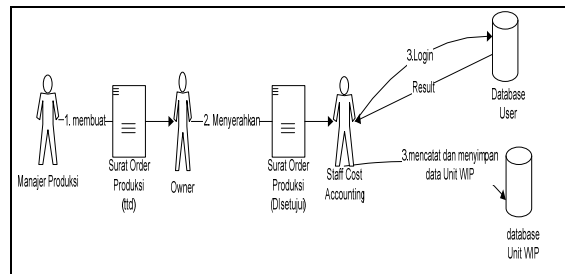 3.Login
Result
Database
User
1. membuat
2. Menyerahkan
Manajer Produksi
Surat Order
Produksi
(ttd)
Owner
Surat Order
Produksi
(DIsetujui)
Staff Cost
Accounting
3.mencatat dan menyimpan
data Unit WIP
database
Unit WIP